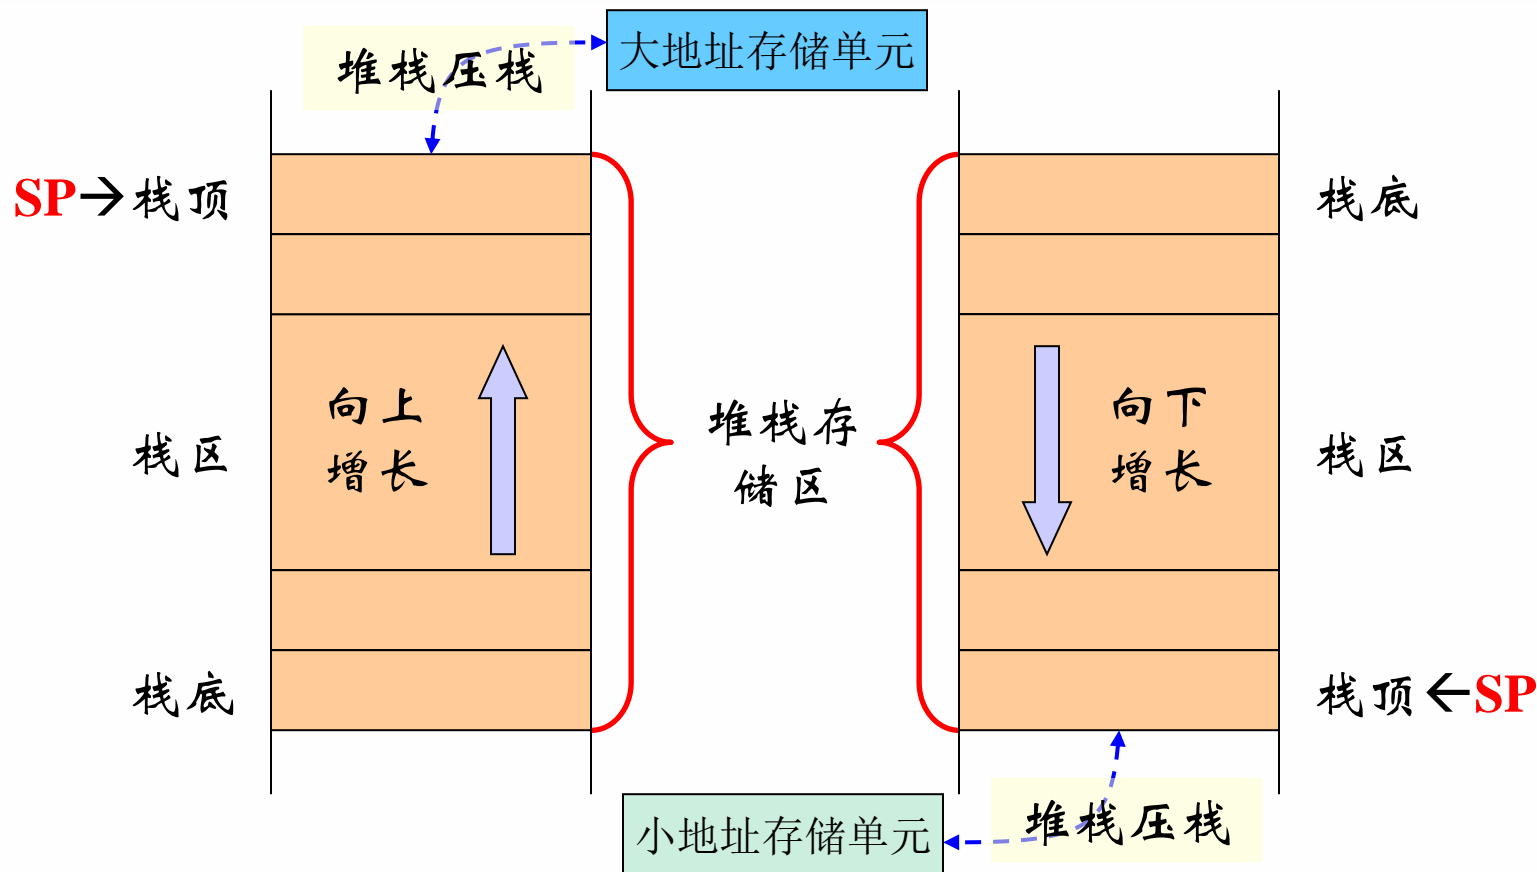 堆栈压栈
大地址存储单元
SP→栈顶
栈底
向上
增长
栈区
堆栈存
储区
向下
增长
栈区
栈底
栈顶←SP
小地址存储单元
堆栈压栈